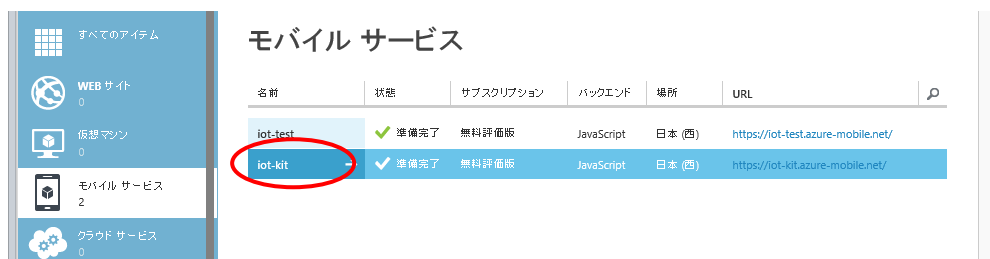 すべてのアイテム
WEB サイト
0
仮想マシン
0
モバイル サービス
2
クラウド サービス
0
モバイル サービス
名前 状態 サブスクリプション バックエンド 場所 URL
iot-test 準備完了 無料評価版 JavaScript 日本 (西) https://iot-test.azure-mobile.net/
iot-kit 準備完了 無料評価版 JavaScript 日本 (西) https://iot-kit.azure-mobile.net/